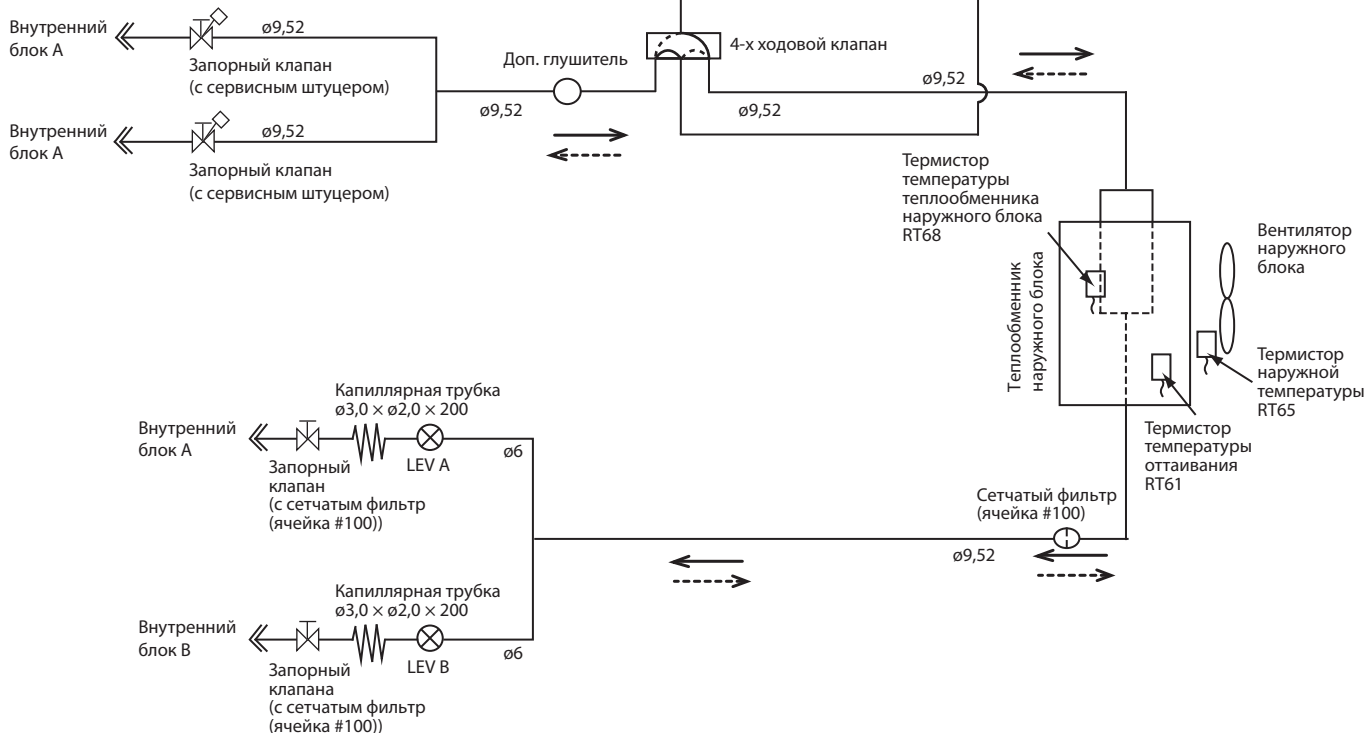 Внутренний
блок A
ø9,52
Запорный клапан
(с сервисным штуцером)
Доп. глушитель
4-х ходовой клапан
ø9,52
ø9,52
ø9,52
Внутренний
блок A
ø9,52
Запорный клапан
(с сервисным штуцером)
Термистор
температуры
теплообменника
наружного блока
RT68
Вентилятор
наружного
блока
Теплообменник
наружного блока
Термистор
наружной
температуры
RT65
Термистор
температуры
оттаивания
RT61
Капиллярная трубка
ø3,0 × ø2,0 × 200
Внутренний
блок A
LEV A
ø6
Запорный
клапан
(с сетчатым фильтр
(ячейка #100))
Сетчатый фильтр
(ячейка #100)
ø9,52
Капиллярная трубка
ø3,0 × ø2,0 × 200
Внутренний
блок B
LEV B
ø6
Запорный
клапана
(с сетчатым фильтр
(ячейка #100))